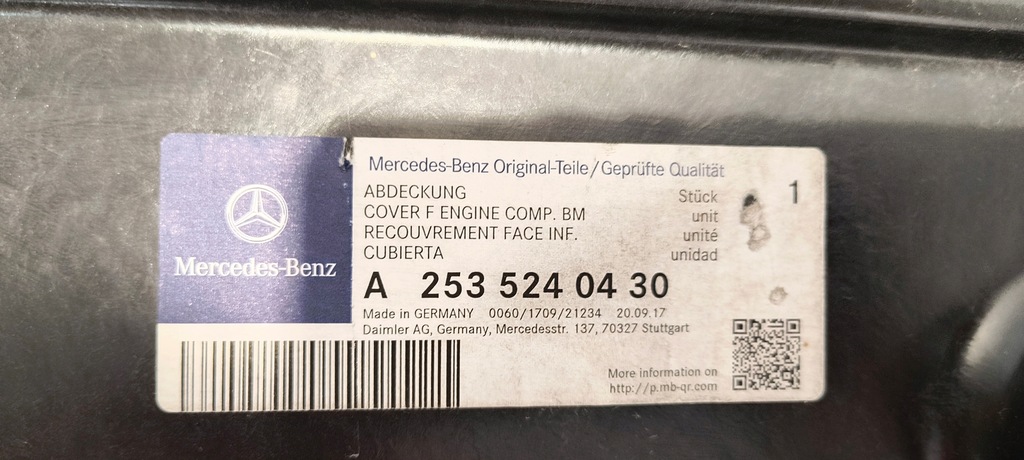 Mercedes-Benz
Mercedes-Benz Original-Teile/Geprüfte Qualität
ABDECKUNG
COVER F ENGINE COMP. BM
RECOUVREMENT FACE INF.
CUBIERTA
Stück
unit
unité
unidad
1
A 253 524 04 30
Made in GERMANY 0060/1709/21234 20.09.17
Daimler AG, Germany, Mercedesstr. 137, 70327 Stuttgart
More information on
http://p.mb-qr.com